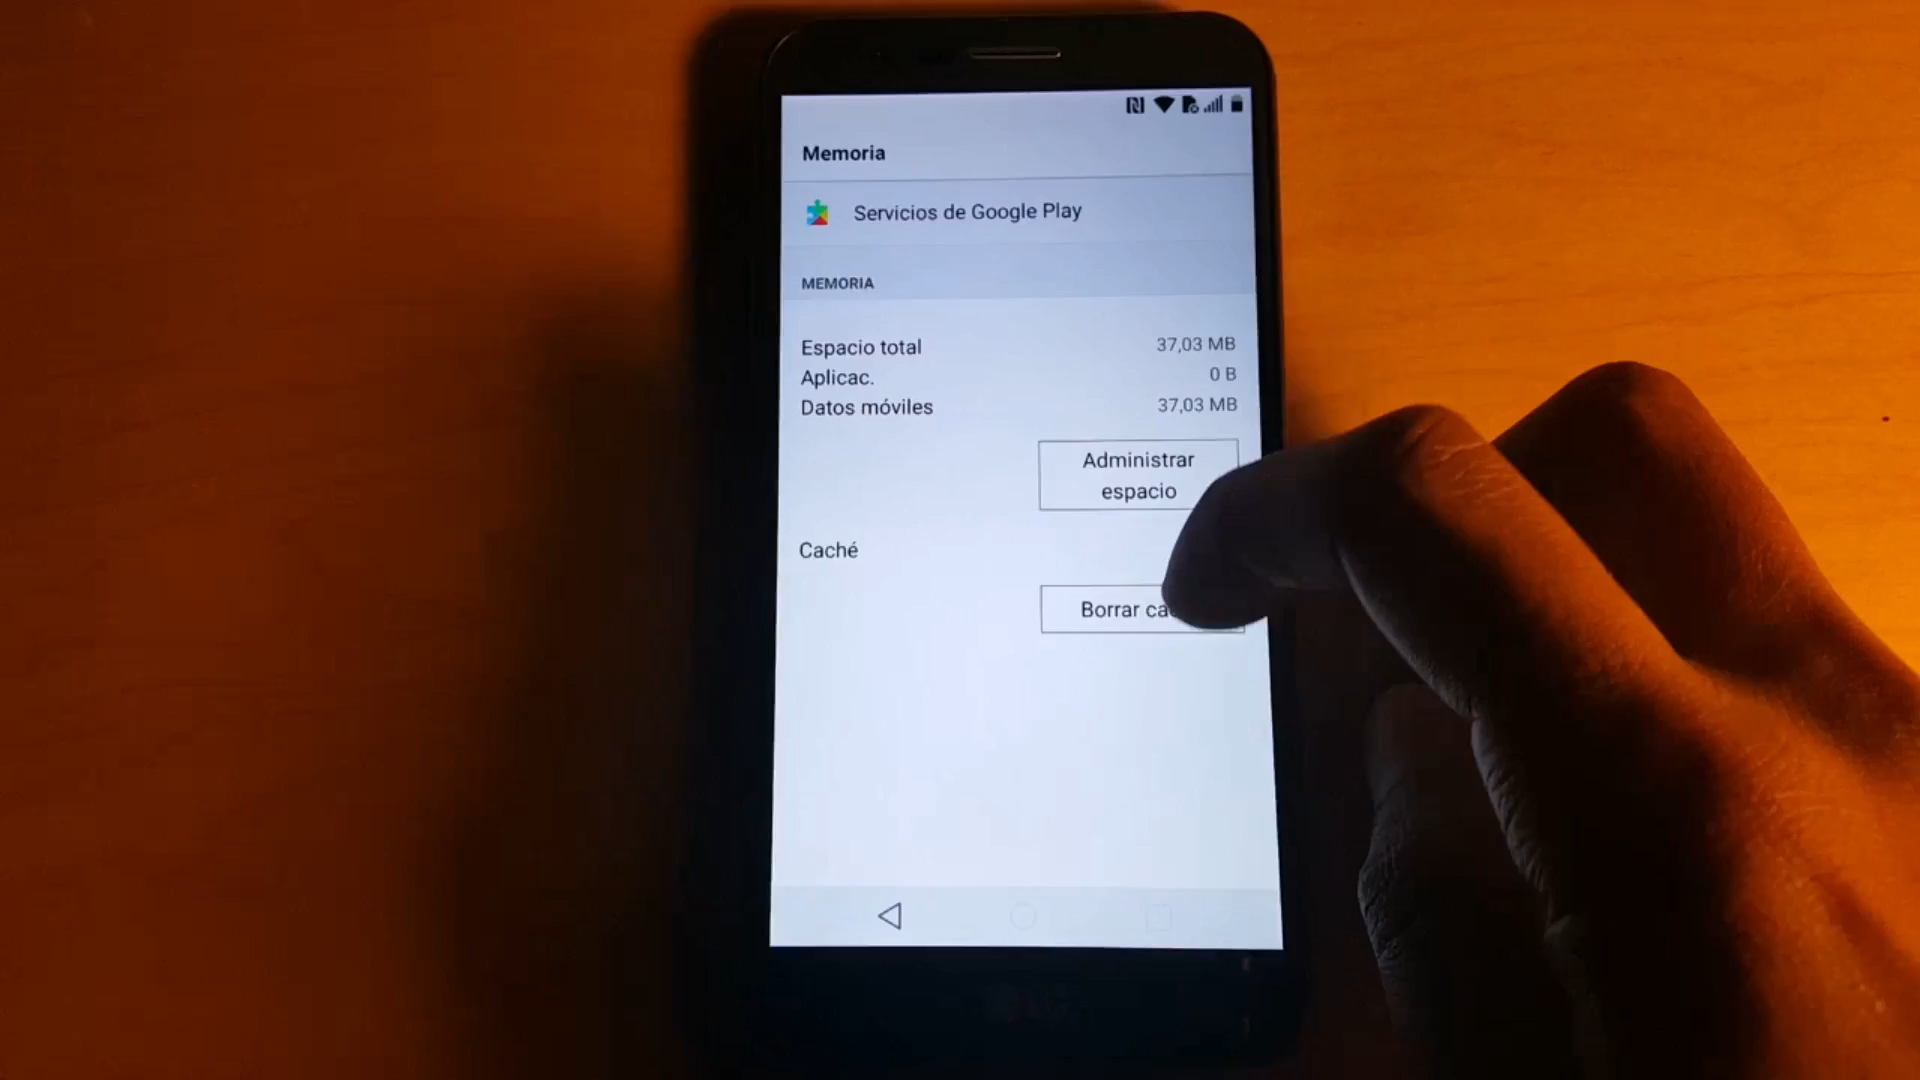 Memoria
Servicios de Google Play
MEMORIA
Espacio total 37,03 MB
Aplicac. 0 B
Datos móviles 37,03 MB
Administrar
espacio
Caché
Borrar
LG